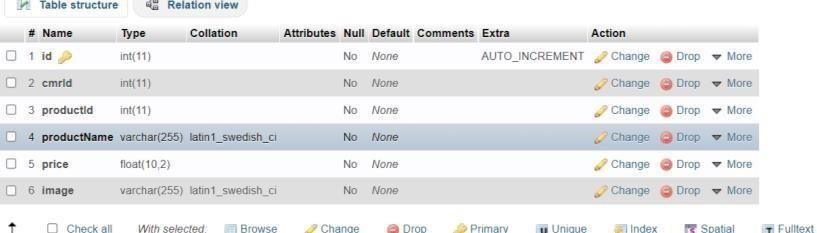 Table structure Relation view
# Name Type Collation Attributes Null Default Comments Extra Action
1 id int(11) No None AUTO_INCREMENT Change Drop More
2 cmrId int(11) No None Change Drop More
3 productId int(11) No None Change Drop More
4 productName varchar(255) latin1_swedish_ci No None Change Drop More
5 price float(10,2) No None Change Drop More
6 image varchar(255) latin1_swedish_ci No None Change Drop More
Check all With selected: Browse Change Drop Primary Unique Index Spatial Fulltext